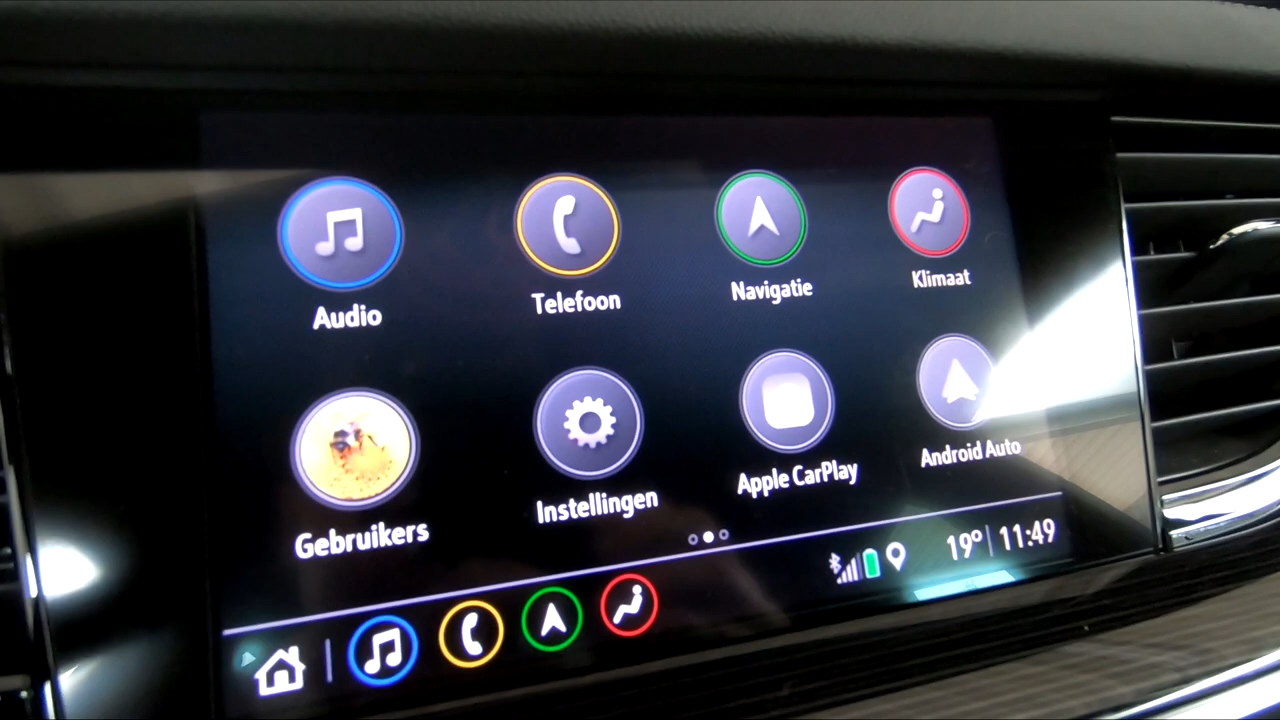 Audio
Telefoon
Navigatie
Klimaat
Gebruikers
Instellingen
Apple CarPlay
Android Auto
19° 11:49